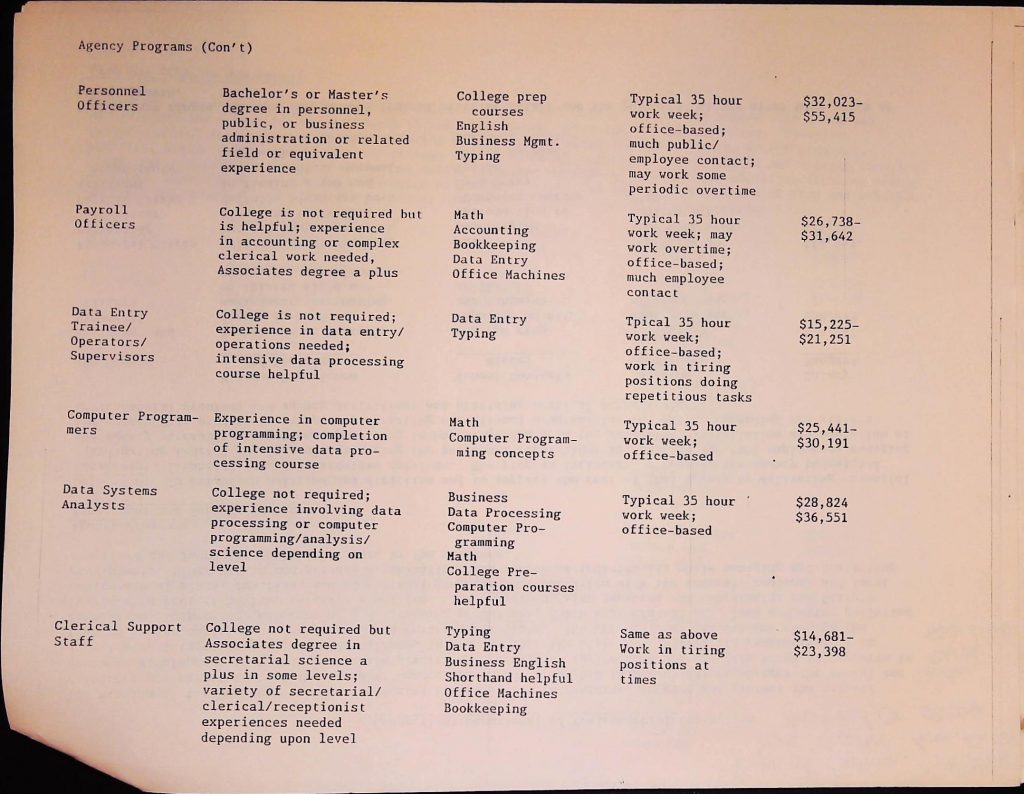 Agency Programs (Con't)
Personnel
Officers
Bachelor's or Master's
degree in personnel,
public, or business
administration or related
field or equivalent
experience
College prep
courses
English
Business Mgmt.
Typing
Typical 35 hour
work week;
office-based;
much public/
employee contact;
may work some
periodic overtime
$32,023-
$55,415
Payroll
Officers
College is not required but
is helpful; experience
in accounting or complex
clerical work needed,
Associates degree a plus
Math
Accounting
Bookkeeping
Data Entry
Office Machines
Typical 35 hour
work week; may
work overtime;
office-based;
much employee
contact
$26,738-
$31,642
Data Entry
Trainee/
Operators/
Supervisors
College is not required;
experience in data entry/
operations needed;
intensive data processing
course helpful
Data Entry
Typing
Tpical 35 hour
work week;
office-based;
work in tiring
positions doing
repetitious tasks
$15,225-
$21,251
Computer Program-
mers
Experience in computer
programming; completion
of intensive data pro-
cessing course
Math
Computer Program-
ming concepts
Typical 35 hour
work week;
office-based
$25,441-
$30,191
Data Systems
Analysts
College not required;
experience involving data
processing or computer
programming/analysis/
science depending on
level
Business
Data Processing
Computer Pro-
gramming
Math
College Pre-
paration courses
helpful
Typical 35 hour
work week;
office-based
$28,824
$36,551
Clerical Support
Staff
College not required but
Associates degree in
secretarial science a
plus in some levels;
variety of secretarial/
clerical/receptionist
experiences needed
depending upon level
Typing
Data Entry
Business English
Shorthand helpful
Office Machines
Bookkeeping
Same as above
Work in tiring
positions at
times
$14,681-
$23,398